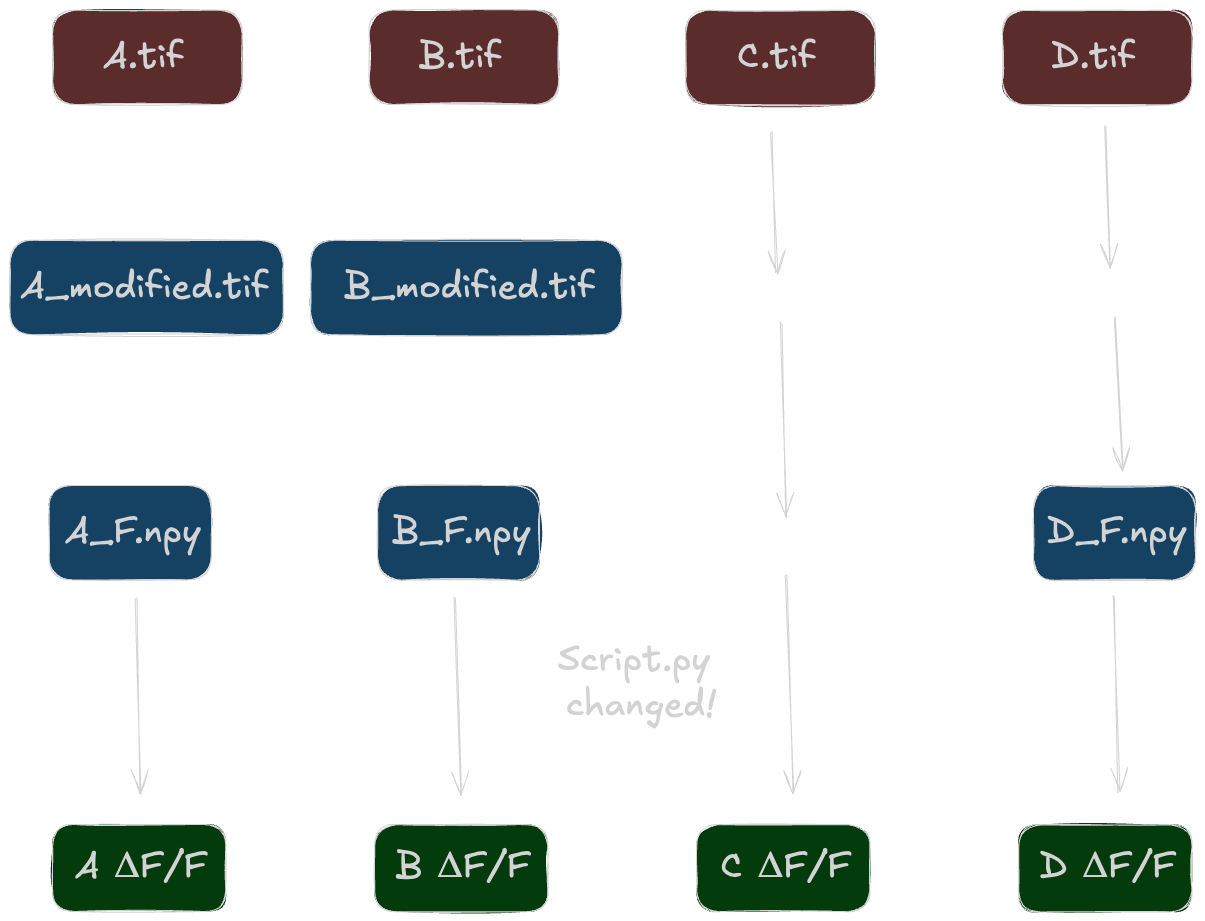 A.tif
B.tif
C.tif
D.tif
A_modified.tif
B_modified.tif
A_F.npy
B_F.npy
D_F.npy
Script.py
changed!
A ΔF/F
B ΔF/F
C ΔF/F
D ΔF/F